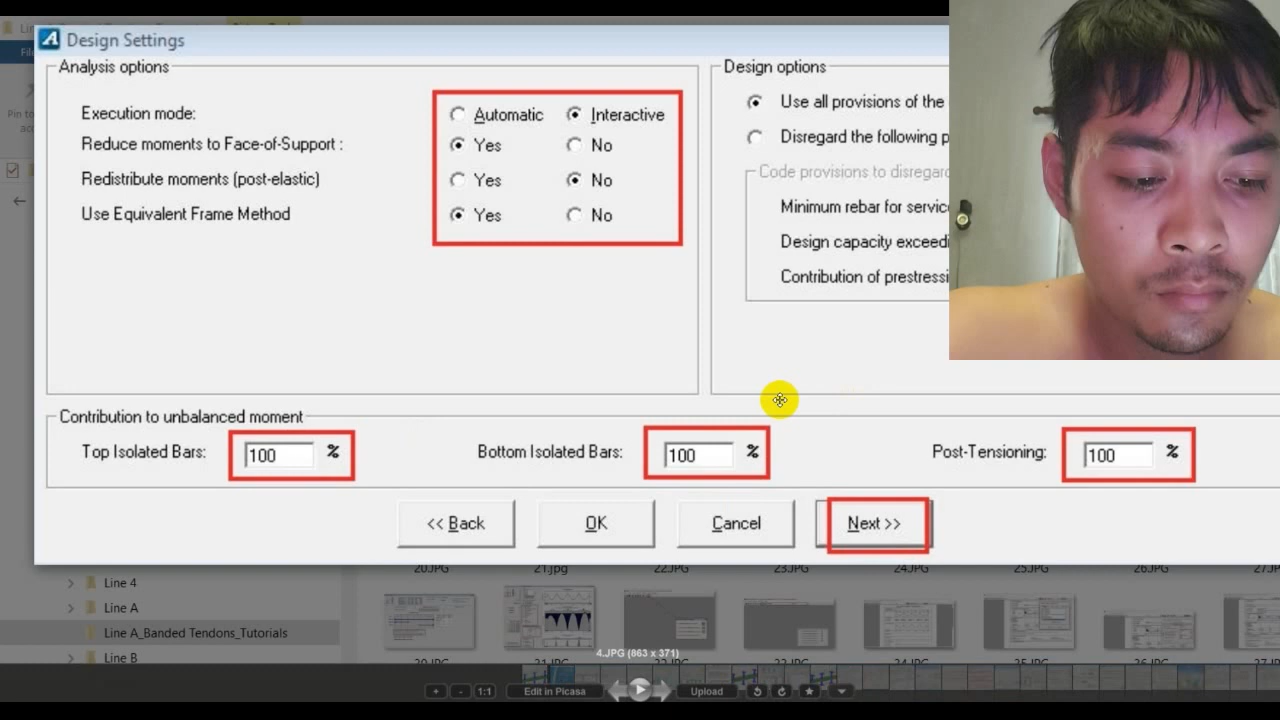 Design Settings
Analysis options
Execution mode:
Automatic
Interactive
Reduce moments to Face-of-Support :
Yes
No
Redistribute moments (post-elastic)
Yes
No
Use Equivalent Frame Method
Yes
No
Design options
Use all provisions of the
Disregard the following
Code provisions to
Minimum rebar for
Design capacity
Contribution of
Contribution to unbalanced moment
Top Isolated Bars:
100
%
Bottom Isolated Bars:
100
%
Post-Tensioning:
100
%
<< Back
OK
Cancel
Next >>
Line 4
Line A
Line A_Banded Tendons_Tutorials
Line B
20.JPG
21.jpg
22.JPG
23.JPG
24.JPG
25.JPG
26.JPG
4.JPG (863 x 371)
+
-
1:1
Edit in Picasa
Upload